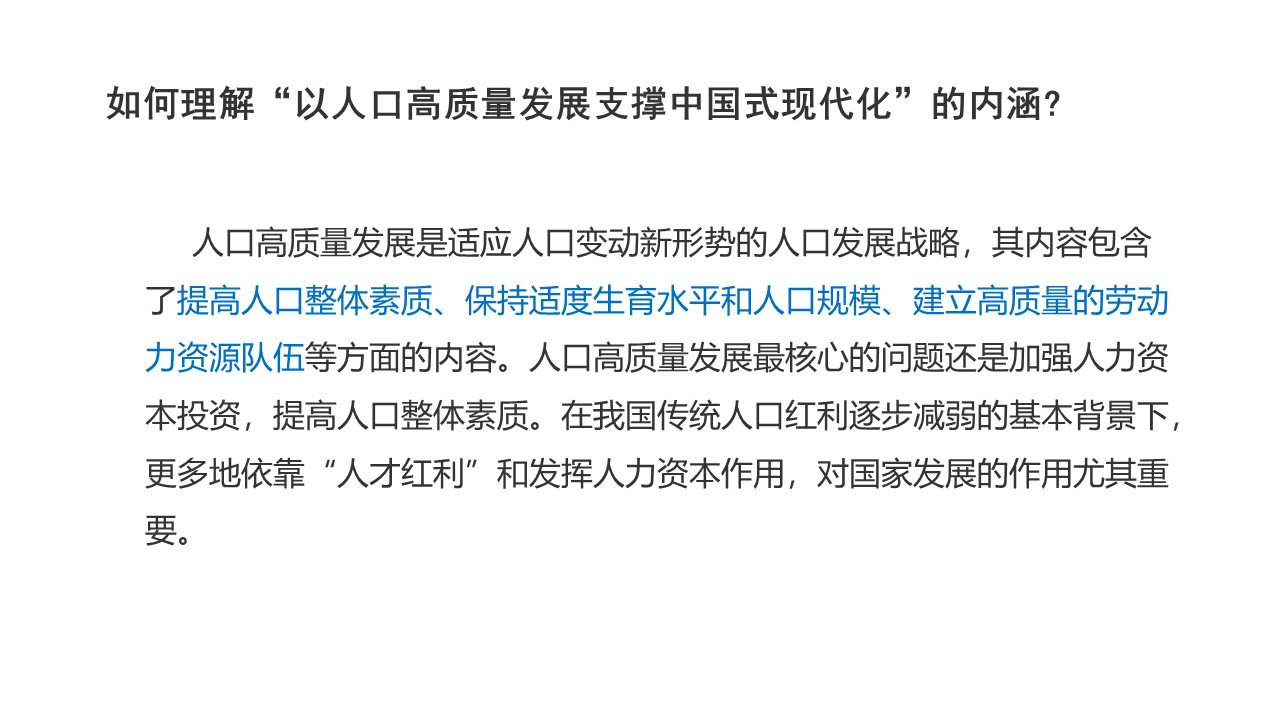 如何理解“以人口高质量发展支撑中国式现代化”的内涵?
人口高质量发展是适应人口变动新形势的人口发展战略，其内容包含
了提高人口整体素质、保持适度生育水平和人口规模、建立高质量的劳动
力资源队伍等方面的内容。人口高质量发展最核心的问题还是加强人力资
本投资，提高人口整体素质。在我国传统人口红利逐步减弱的基本背景下，
更多地依靠“人才红利”和发挥人力资本作用，对国家发展的作用尤其重
要。